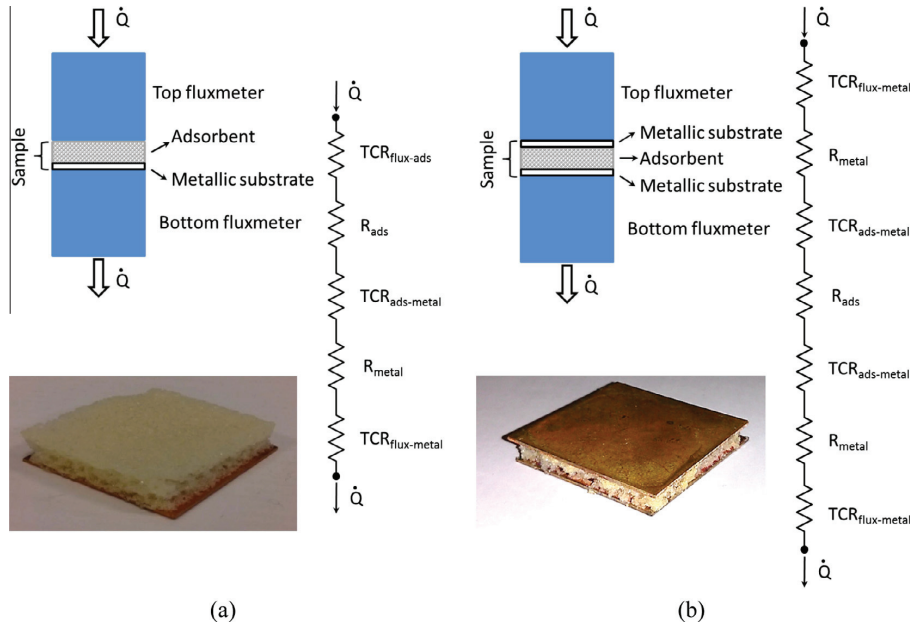 Q̇
Top fluxmeter
Sample
Adsorbent
Metallic substrate
Bottom fluxmeter
Q̇
Q̇
TCRflux-ads
Rads
TCRads-metal
Rmetal
TCRflux-metal
Q̇
(a)
Q̇
Top fluxmeter
Sample
Metallic substrate
Adsorbent
Metallic substrate
Bottom fluxmeter
Q̇
Q̇
TCRflux-metal
Rmetal
TCRads-metal
Rads
TCRads-metal
Rmetal
TCRflux-metal
Q̇
(b)